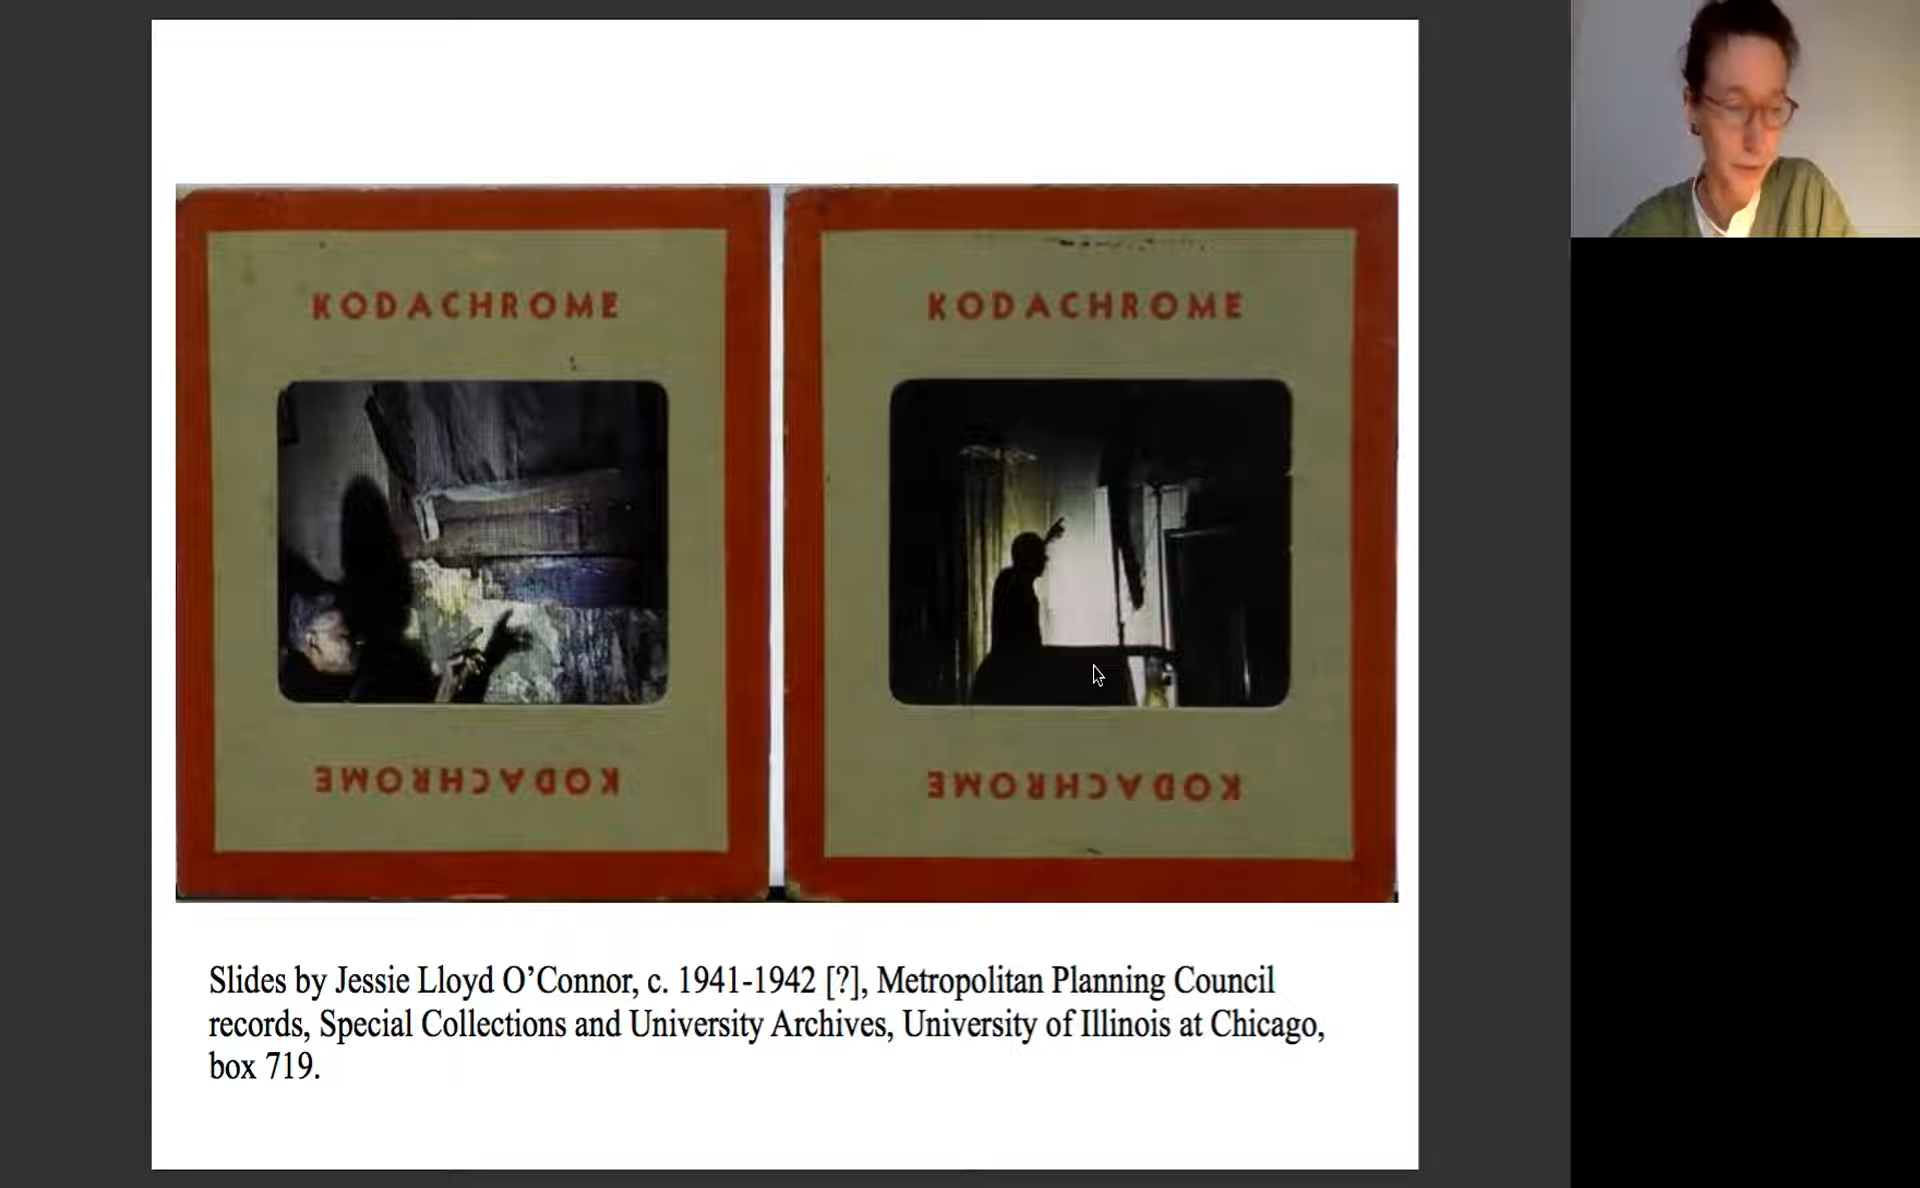 KODACHROME
KODACHROME
KODACHROME
KODACHROME
Slides by Jessie Lloyd O’Connor, c. 1941-1942 [?], Metropolitan Planning Council
records, Special Collections and University Archives, University of Illinois at Chicago,
box 719.